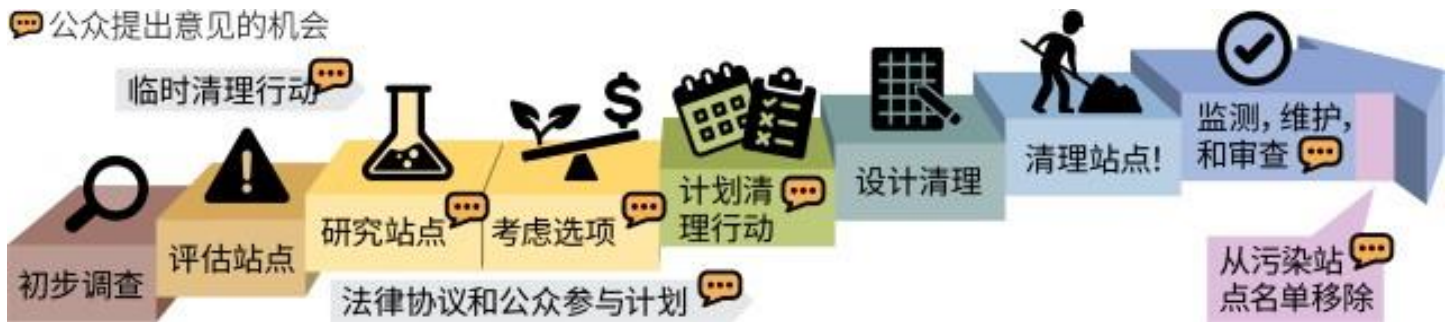 公众提出意见的机会
临时清理行动
初步调查
评估站点
研究站点
考虑选项
法律协议和公众参与计划
计划清
理行动
设计清理
清理站点!
监测,维护,
和审查
从污染站
点名单移除